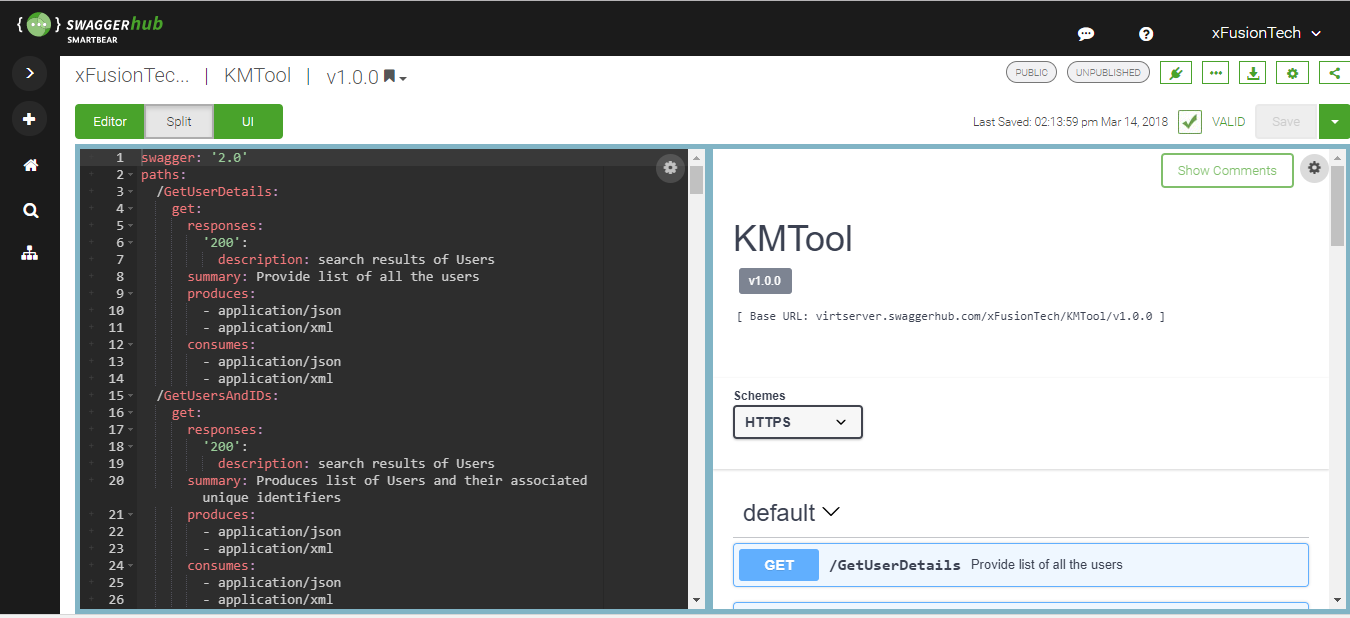 { } SWAGGERhub
SMARTBEAR
xFusionTech
xFusionTec... | KMTool | v1.0.0
PUBLIC UNPUBLISHED
Editor Split UI
Last Saved: 02:13:59 pm Mar 14, 2018 VALID Save
1 swagger: '2.0'
2 paths:
3 /GetUserDetails:
4 get:
5 responses:
6 '200':
7 description: search results of Users
8 summary: Provide list of all the users
9 produces:
10 - application/json
11 - application/xml
12 consumes:
13 - application/json
14 - application/xml
15 /GetUsersAndIDs:
16 get:
17 responses:
18 '200':
19 description: search results of Users
20 summary: Produces list of Users and their associated
unique identifiers
21 produces:
22 - application/json
23 - application/xml
24 consumes:
25 - application/json
26 - application/xml
Show Comments
KMTool
v1.0.0
[ Base URL: virtserver.swaggerhub.com/xFusionTech/KMTool/v1.0.0 ]
Schemes
HTTPS
default
GET /GetUserDetails Provide list of all the users